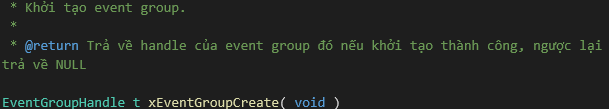 * Khởi tạo event group.
*
* @return Trả về handle của event group đó nếu khởi tạo thành công, ngược lại
trả về NULL
EventGroupHandle_t xEventGroupCreate( void )